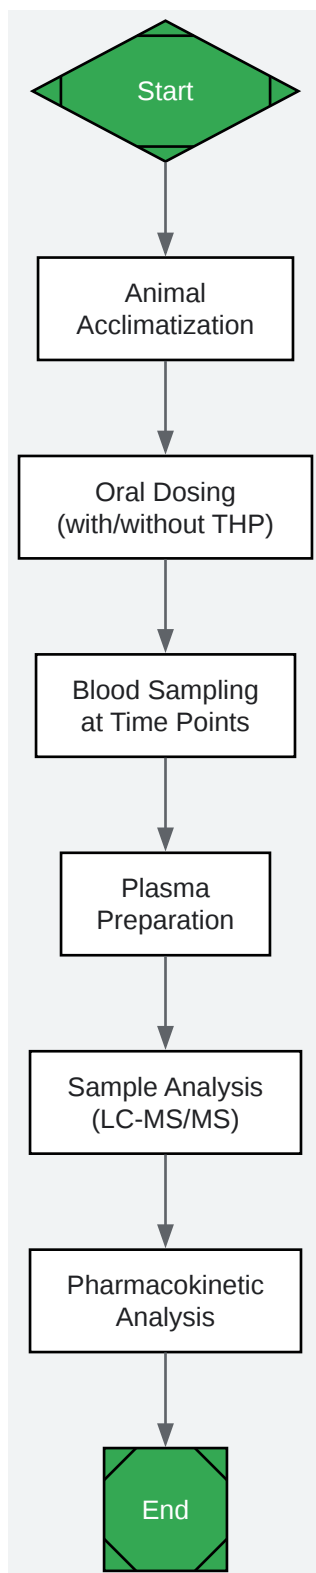 Start
Animal
Acclimatization
Oral Dosing
(with/without THP)
Blood Sampling
at Time Points
Plasma
Preparation
Sample Analysis
(LC-MS/MS)
Pharmacokinetic
Analysis
End